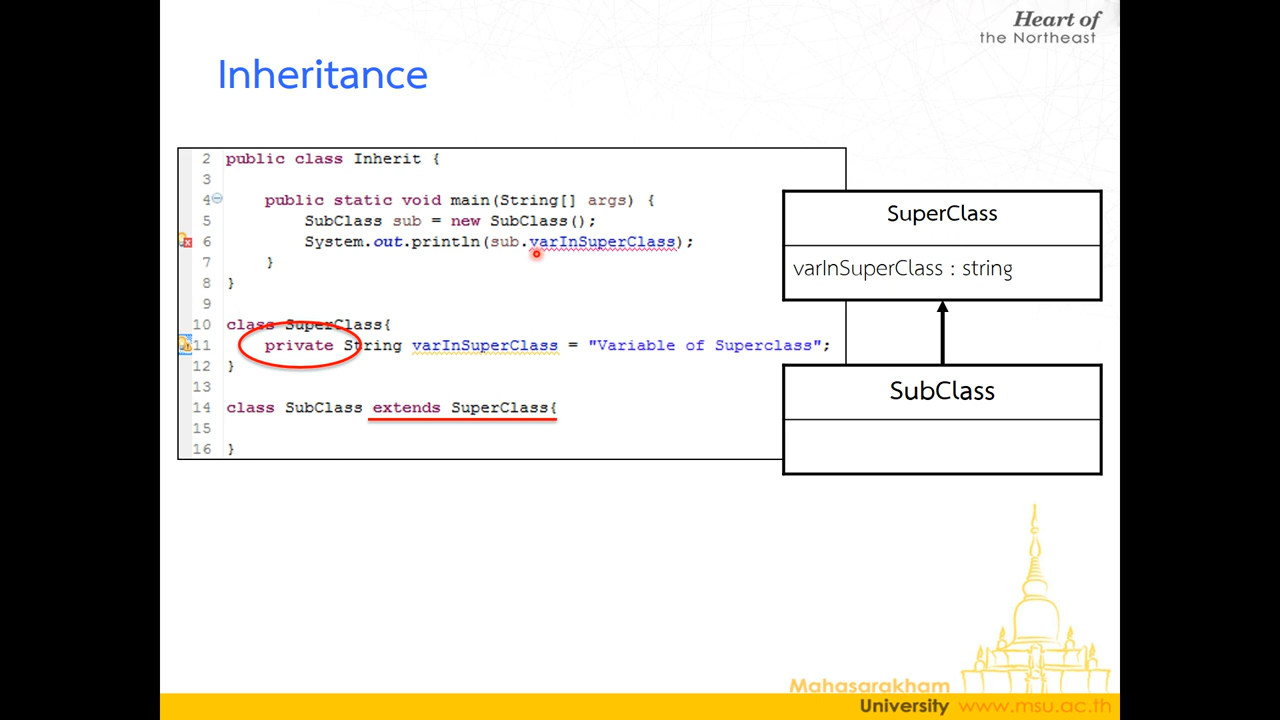 Heart of
the Northeast
Inheritance
2 public class Inherit {
3
4 public static void main(String[] args) {
5 SubClass sub = new SubClass();
6 System.out.println(sub.varInSuperClass);
7 }
8 }
9
10 class SuperClass{
11 private String varInSuperClass = "Variable of Superclass";
12 }
13
14 class SubClass extends SuperClass{
15
16 }
SuperClass
varInSuperClass : string
SubClass
Mahasarakham
University www.msu.ac.th